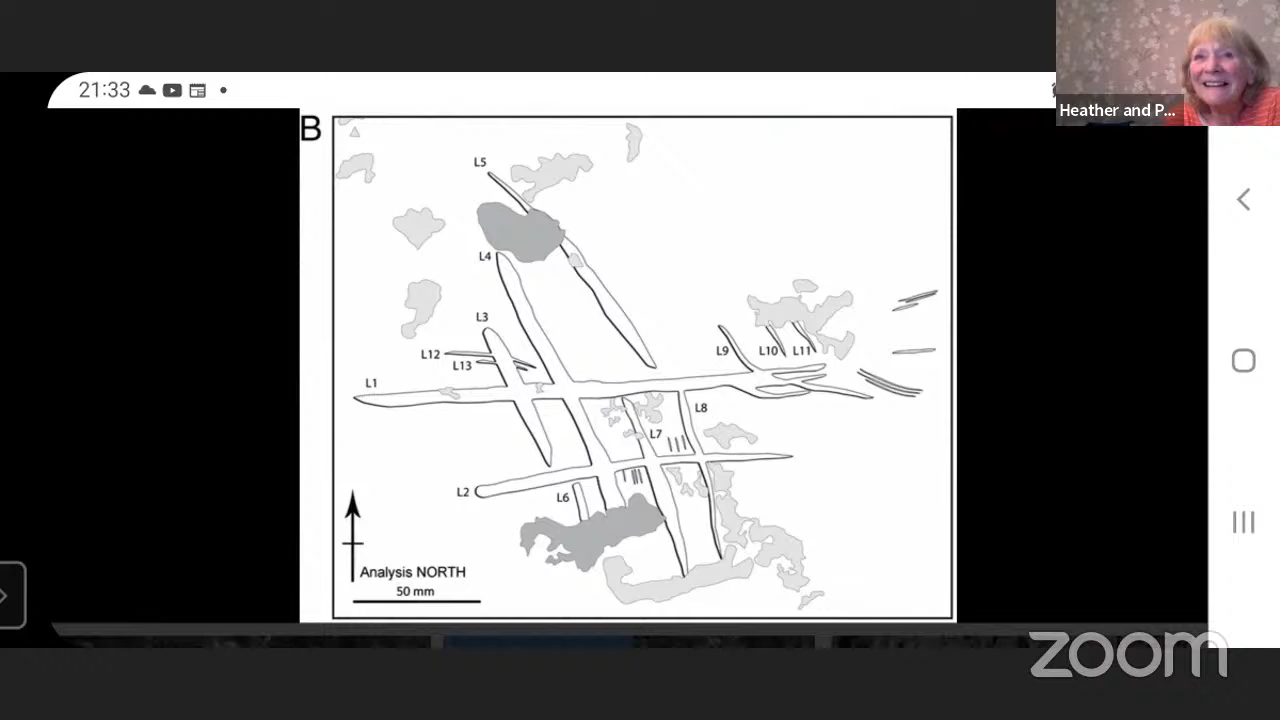 21:33
Heather and P...
B
L5
L4
L3
L12
L13
L9
L10
L11
L1
L8
L7
L2
L6
Analysis NORTH
50 mm
zoom